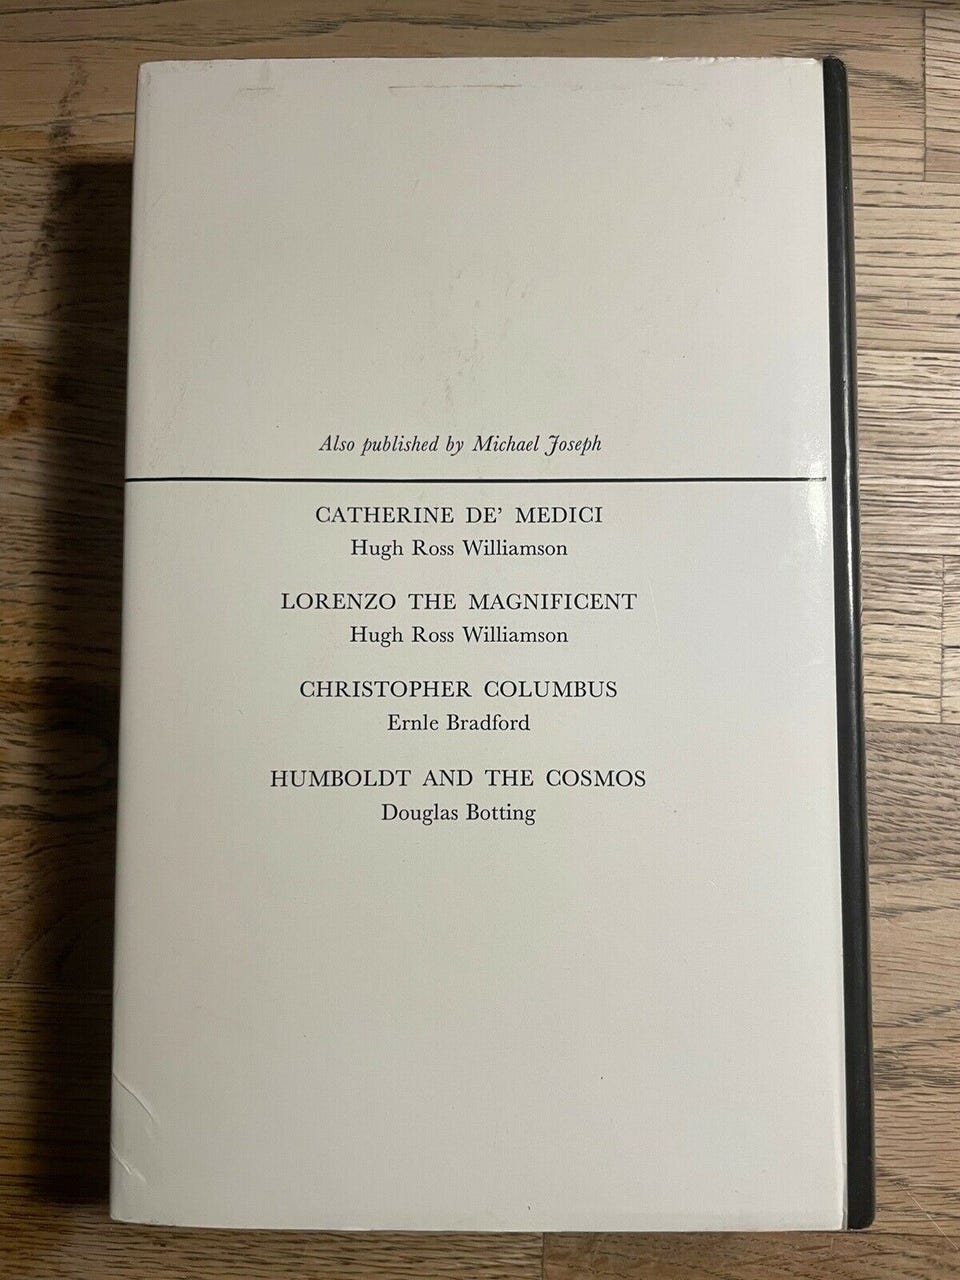 Also published by Michael Joseph
CATHERINE DE’ MEDICI
Hugh Ross Williamson
LORENZO THE MAGNIFICENT
Hugh Ross Williamson
CHRISTOPHER COLUMBUS
Ernle Bradford
HUMBOLDT AND THE COSMOS
Douglas Botting